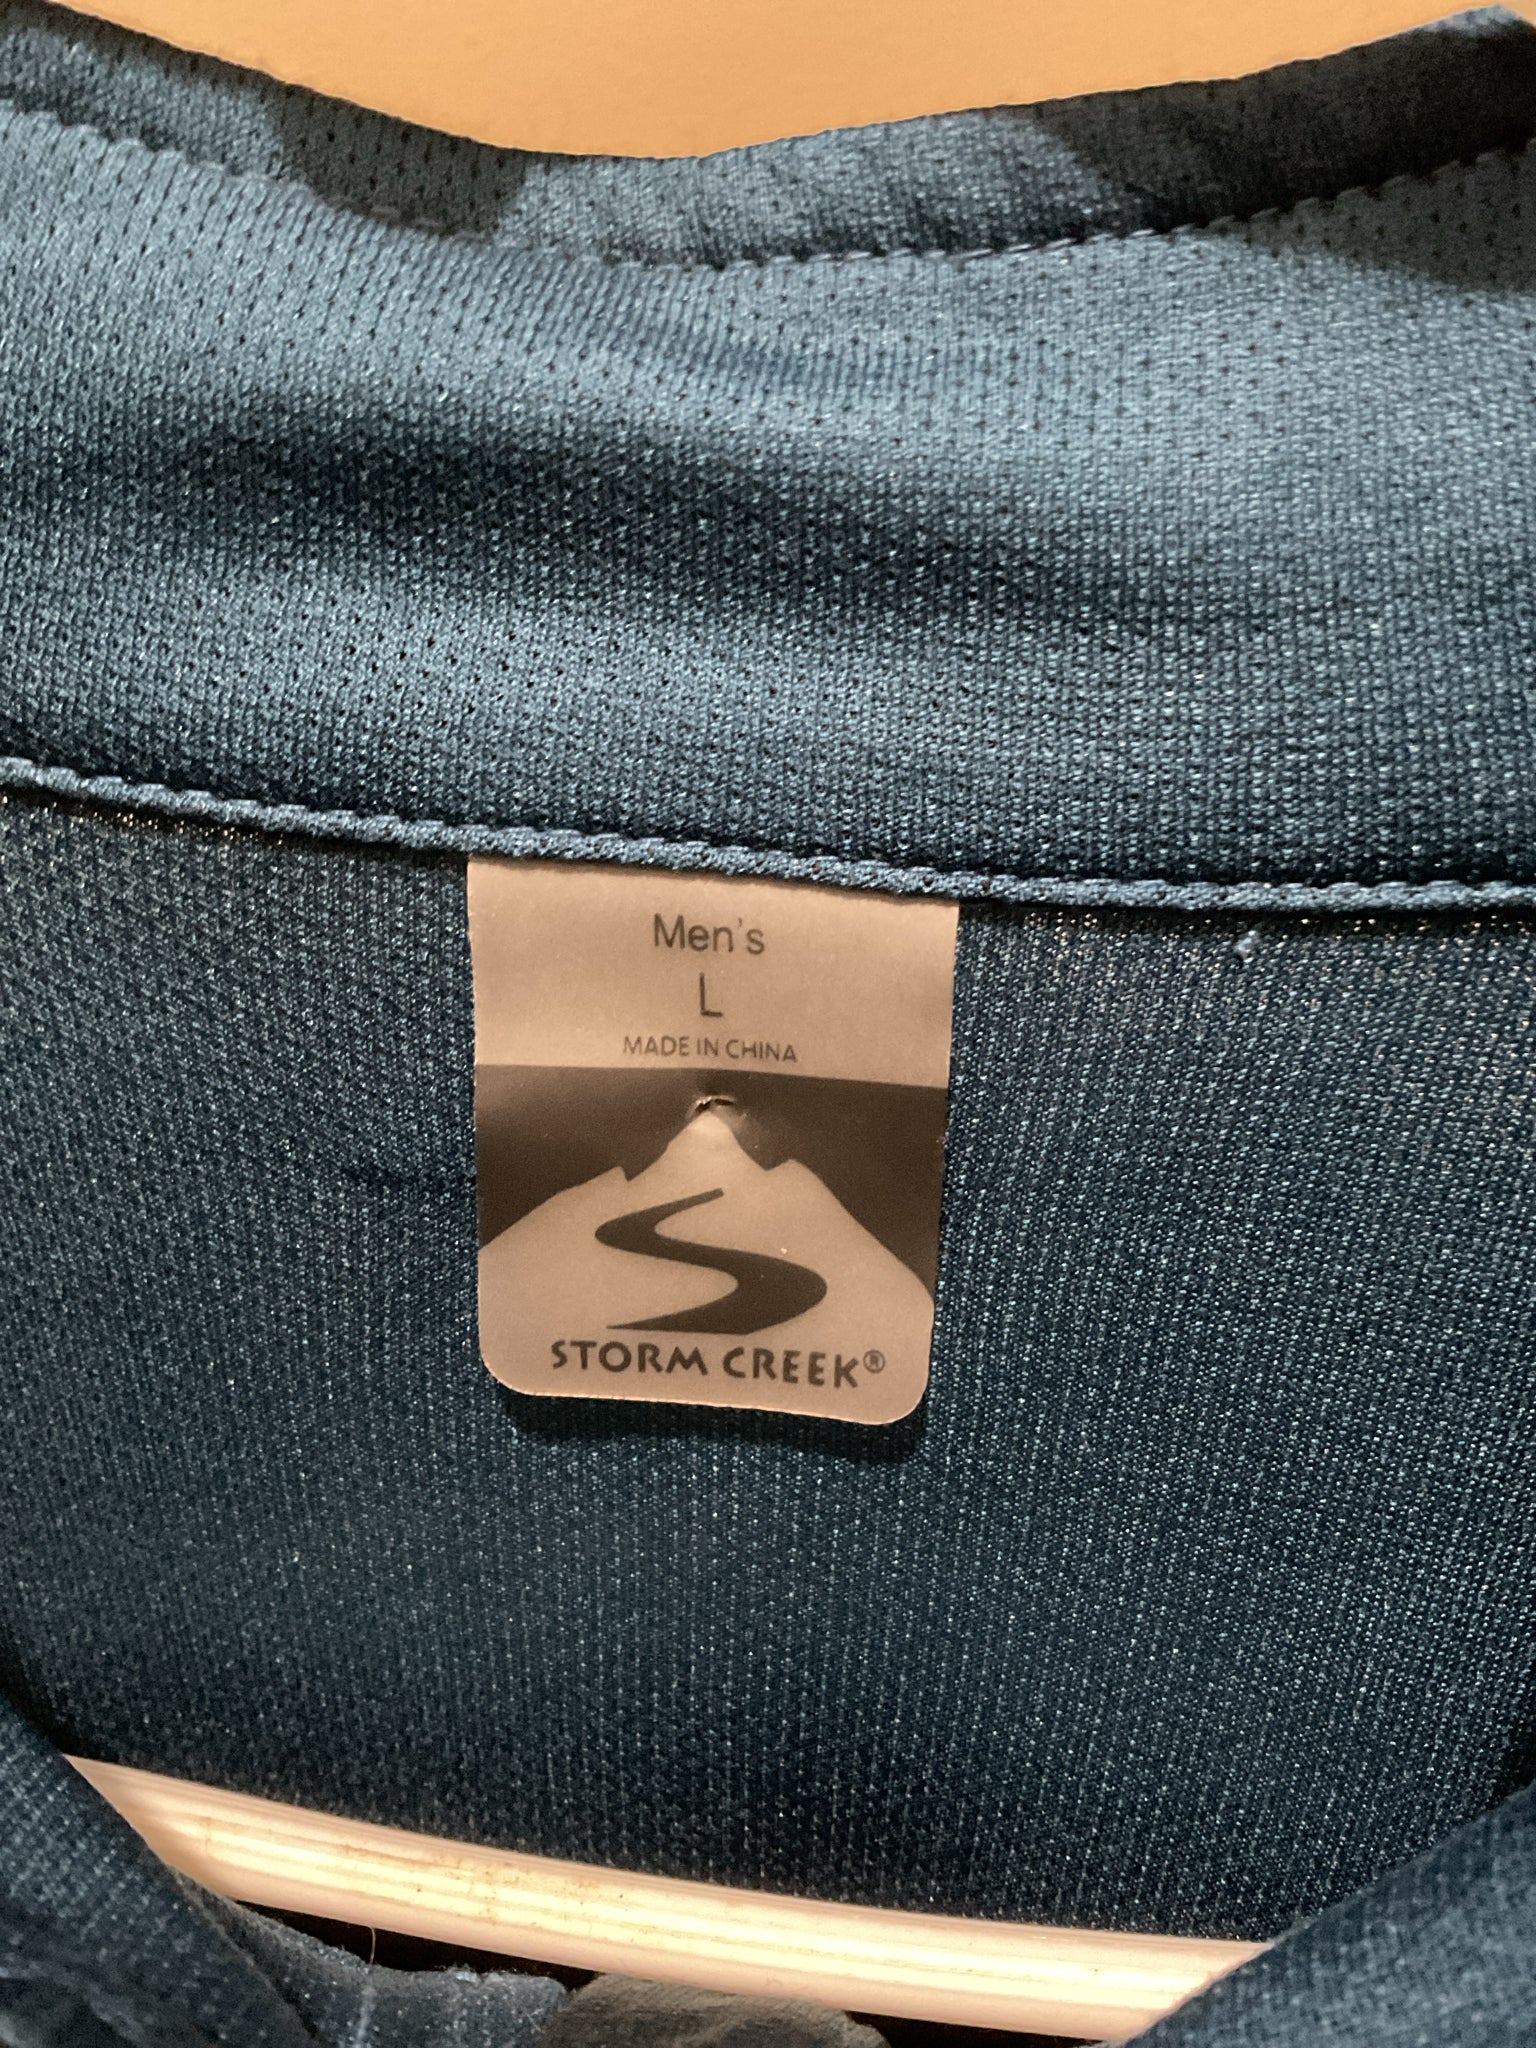 Men's
L
MADE IN CHINA
STORM CREEK®